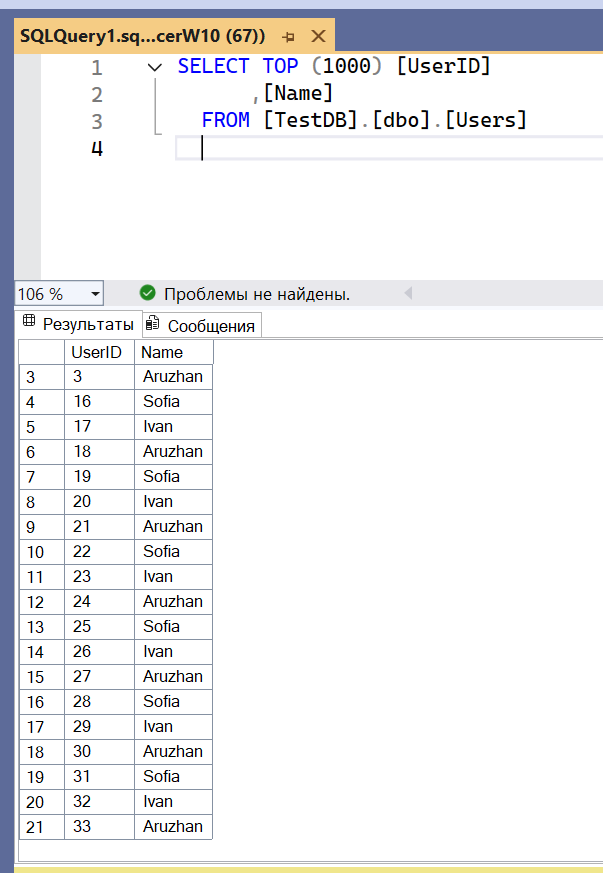 SQLQuery1.sq...cerW10 (67))
1 SELECT TOP (1000) [UserID]
2 ,[Name]
3 FROM [TestDB].[dbo].[Users]
4
106 % Проблемы не найдены.
Результаты Сообщения
UserID Name
3 3 Aruzhan
4 16 Sofia
5 17 Ivan
6 18 Aruzhan
7 19 Sofia
8 20 Ivan
9 21 Aruzhan
10 22 Sofia
11 23 Ivan
12 24 Aruzhan
13 25 Sofia
14 26 Ivan
15 27 Aruzhan
16 28 Sofia
17 29 Ivan
18 30 Aruzhan
19 31 Sofia
20 32 Ivan
21 33 Aruzhan